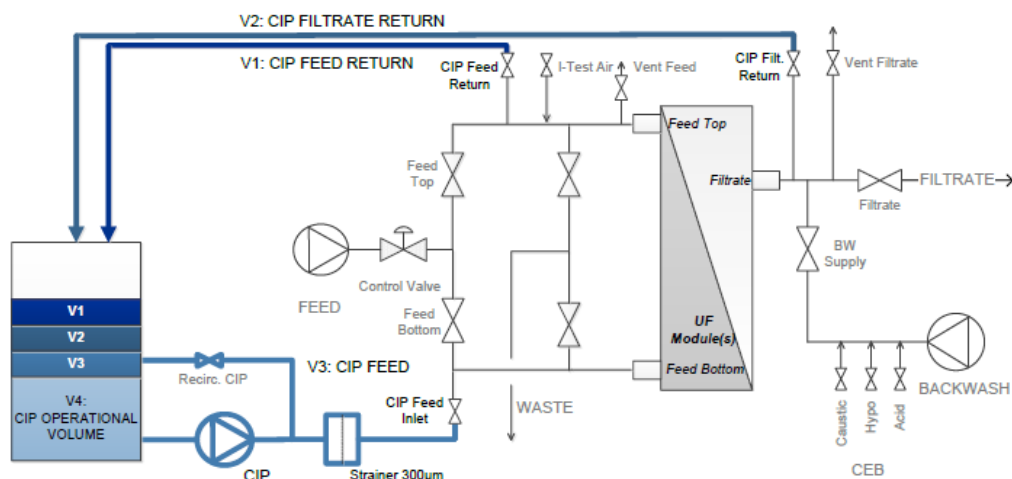 V2: CIP FILTRATE RETURN
V1: CIP FEED RETURN
CIP Feed
Return
I-Test Air
Vent Feed
CIP Filt.
Return
Vent Filtrate
Feed Top
Feed
Top
Filtrate
FILTRATE
Filtrate
BW
Supply
Control Valve
FEED
Feed
Bottom
V1
V2
V3
V4:
CIP OPERATIONAL
VOLUME
Recirc. CIP
V3: CIP FEED
CIP Feed
Inlet
WASTE
UF
Module(s)
Feed Bottom
BACKWASH
Caustic
Hypo
Acid
CEB
CIP
Strainer 300um